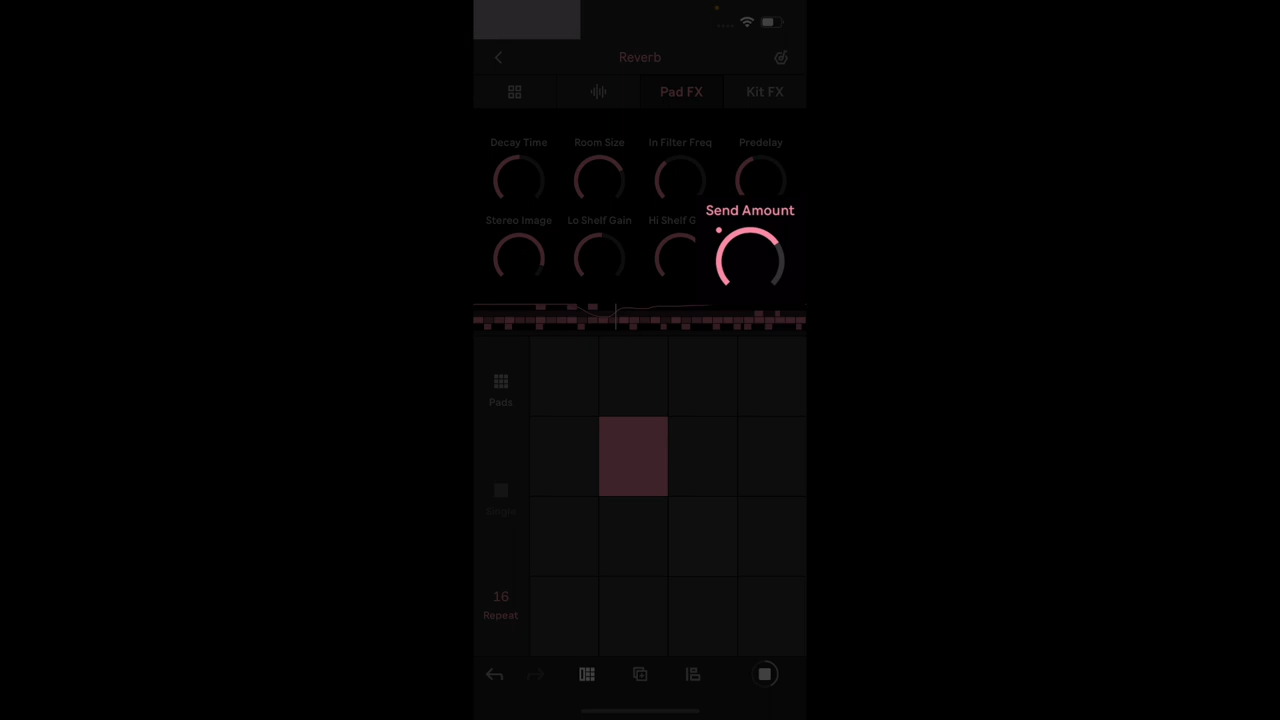 Reverb
Pad FX
Kit FX
Decay Time
Room Size
In Filter Freq
Predelay
Send Amount
Stereo Image
Lo Shelf Gain
Hi Shelf G
Pads
Single
16
Repeat